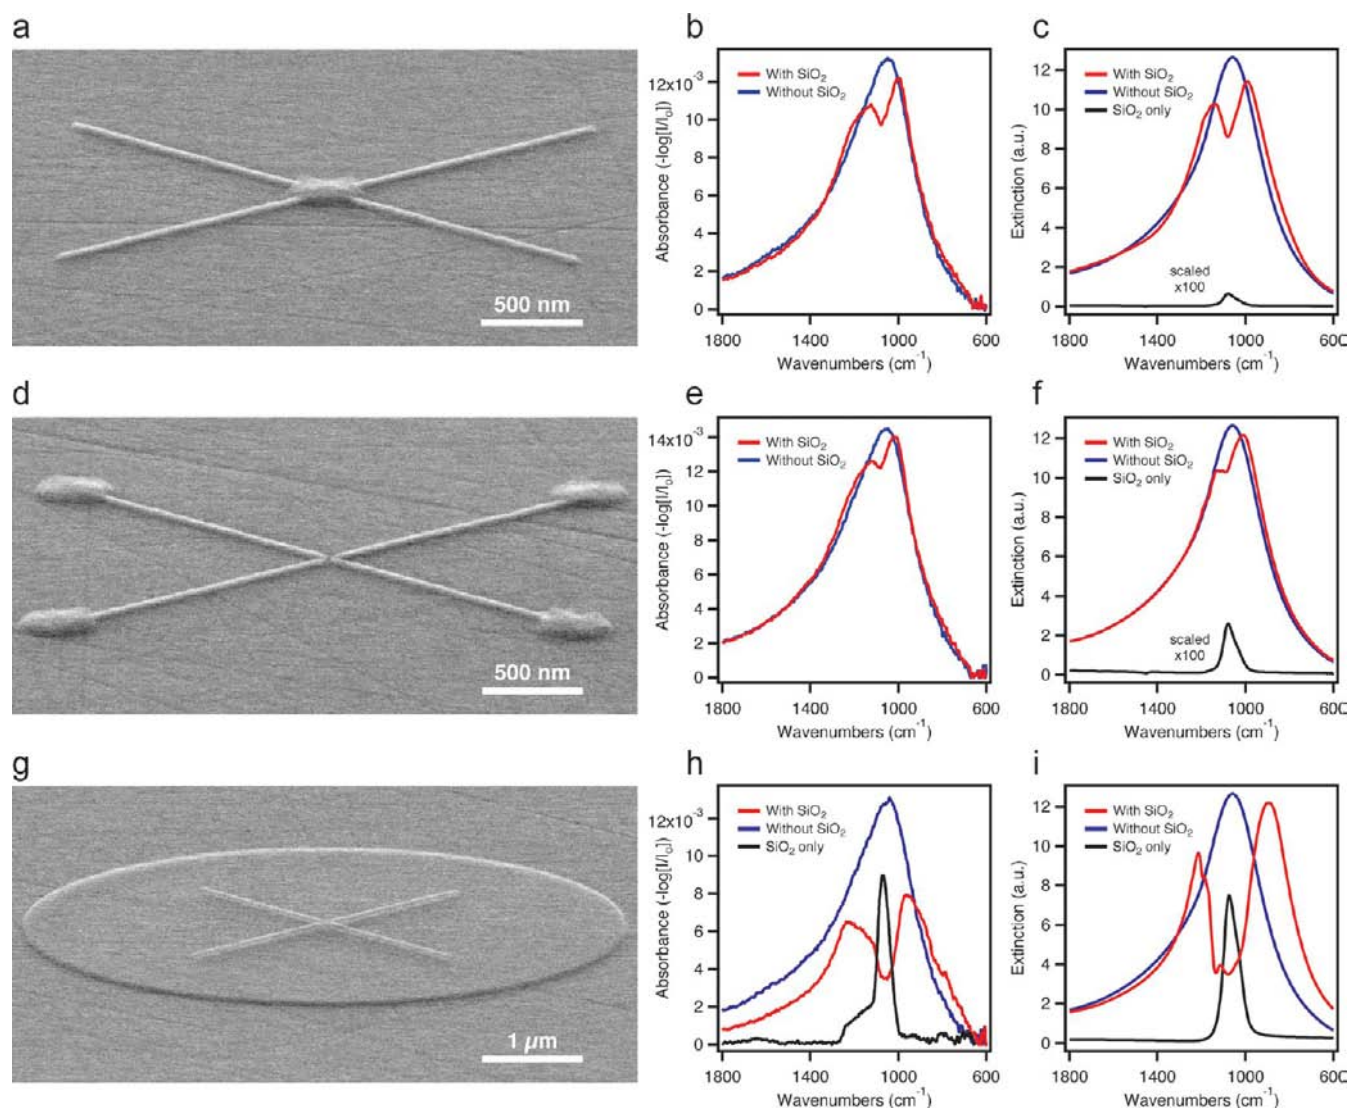 a
500 nm
b
With SiO₂
Without SiO₂
12x10⁻³
10
8
6
4
2
0
Absorbance (-log[I/I₀])
1800
1400
1000
600
Wavenumbers (cm⁻¹)
c
With SiO₂
Without SiO₂
SiO₂ only
12
10
8
6
4
2
0
Extinction (a.u.)
scaled
x100
1800
1400
1000
600
Wavenumbers (cm⁻¹)
d
500 nm
e
With SiO₂
Without SiO₂
14x10⁻³
12
10
8
6
4
2
0
Absorbance (-log[I/I₀])
1800
1400
1000
600
Wavenumbers (cm⁻¹)
f
With SiO₂
Without SiO₂
SiO₂ only
12
10
8
6
4
2
0
Extinction (a.u.)
scaled
x100
1800
1400
1000
600
Wavenumbers (cm⁻¹)
g
1 µm
h
With SiO₂
Without SiO₂
SiO₂ only
12x10⁻³
10
8
6
4
2
0
Absorbance (-log[I/I₀])
1800
1400
1000
600
Wavenumbers (cm⁻¹)
i
With SiO₂
Without SiO₂
SiO₂ only
12
10
8
6
4
2
0
Extinction (a.u.)
1800
1400
1000
600
Wavenumbers (cm⁻¹)